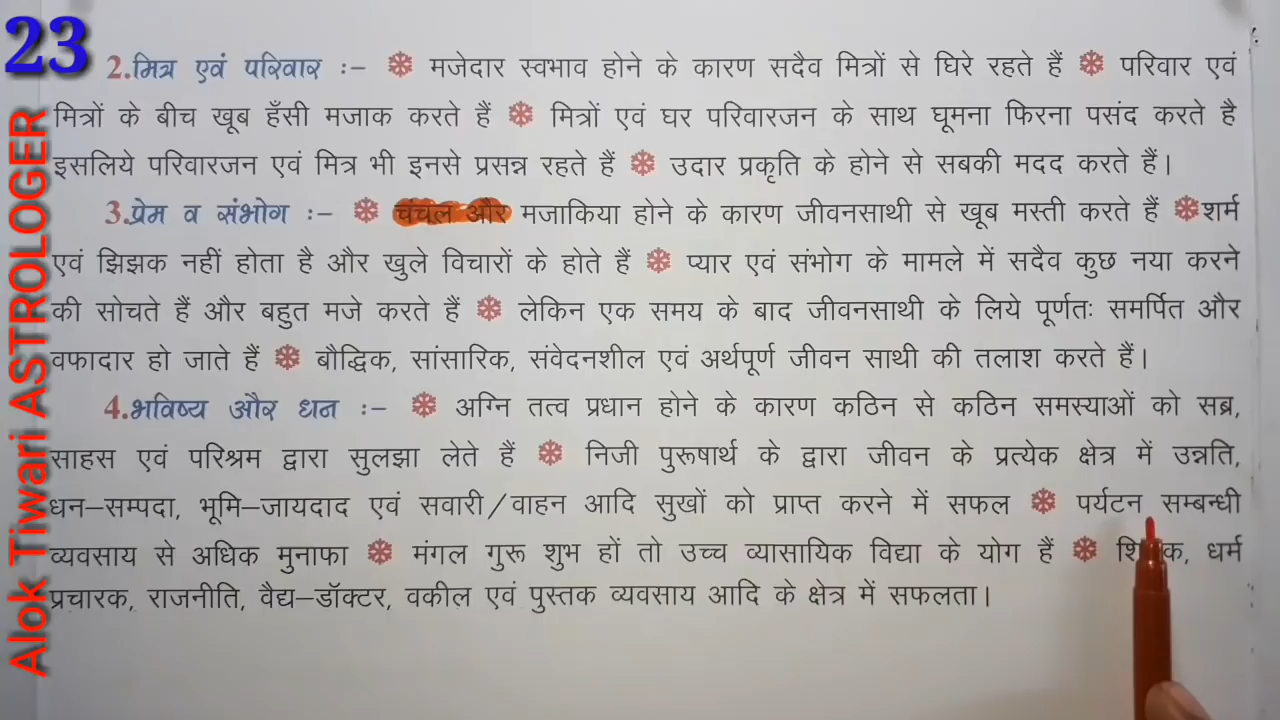 23
Alok Tiwari ASTROLOGER
2.मित्र एवं परिवार :– ❄ मजेदार स्वभाव होने के कारण सदैव मित्रों से घिरे रहते हैं ❄ परिवार एवं
मित्रों के बीच खूब हँसी मजाक करते हैं ❄ मित्रों एवं घर परिवारजन के साथ घूमना फिरना पसंद करते है
इसलिये परिवारजन एवं मित्र भी इनसे प्रसन्न रहते हैं ❄ उदार प्रकृति के होने से सबकी मदद करते हैं।
3.प्रेम व संभोग :– ❄ चंचल और मजाकिया होने के कारण जीवनसाथी से खूब मस्ती करते हैं ❄शर्म
एवं झिझक नहीं होता है और खुले विचारों के होते हैं ❄ प्यार एवं संभोग के मामले में सदैव कुछ नया करने
की सोचते हैं और बहुत मजे करते हैं ❄ लेकिन एक समय के बाद जीवनसाथी के लिये पूर्णतः समर्पित और
वफादार हो जाते हैं ❄ बौद्धिक, सांसारिक, संवेदनशील एवं अर्थपूर्ण जीवन साथी की तलाश करते हैं।
4.भविष्य और धन :– ❄ अग्नि तत्व प्रधान होने के कारण कठिन से कठिन समस्याओं को सब्र,
साहस एवं परिश्रम द्वारा सुलझा लेते हैं ❄ निजी पुरूषार्थ के द्वारा जीवन के प्रत्येक क्षेत्र में उन्नति,
धन–सम्पदा, भूमि–जायदाद एवं सवारी/वाहन आदि सुखों को प्राप्त करने में सफल ❄ पर्यटन सम्बन्धी
व्यवसाय से अधिक मुनाफा ❄ मंगल गुरू शुभ हों तो उच्च व्यासायिक विद्या के योग हैं ❄ धर्म
प्रचारक, राजनीति, वैद्य–डॉक्टर, वकील एवं पुस्तक व्यवसाय आदि के क्षेत्र में सफलता।